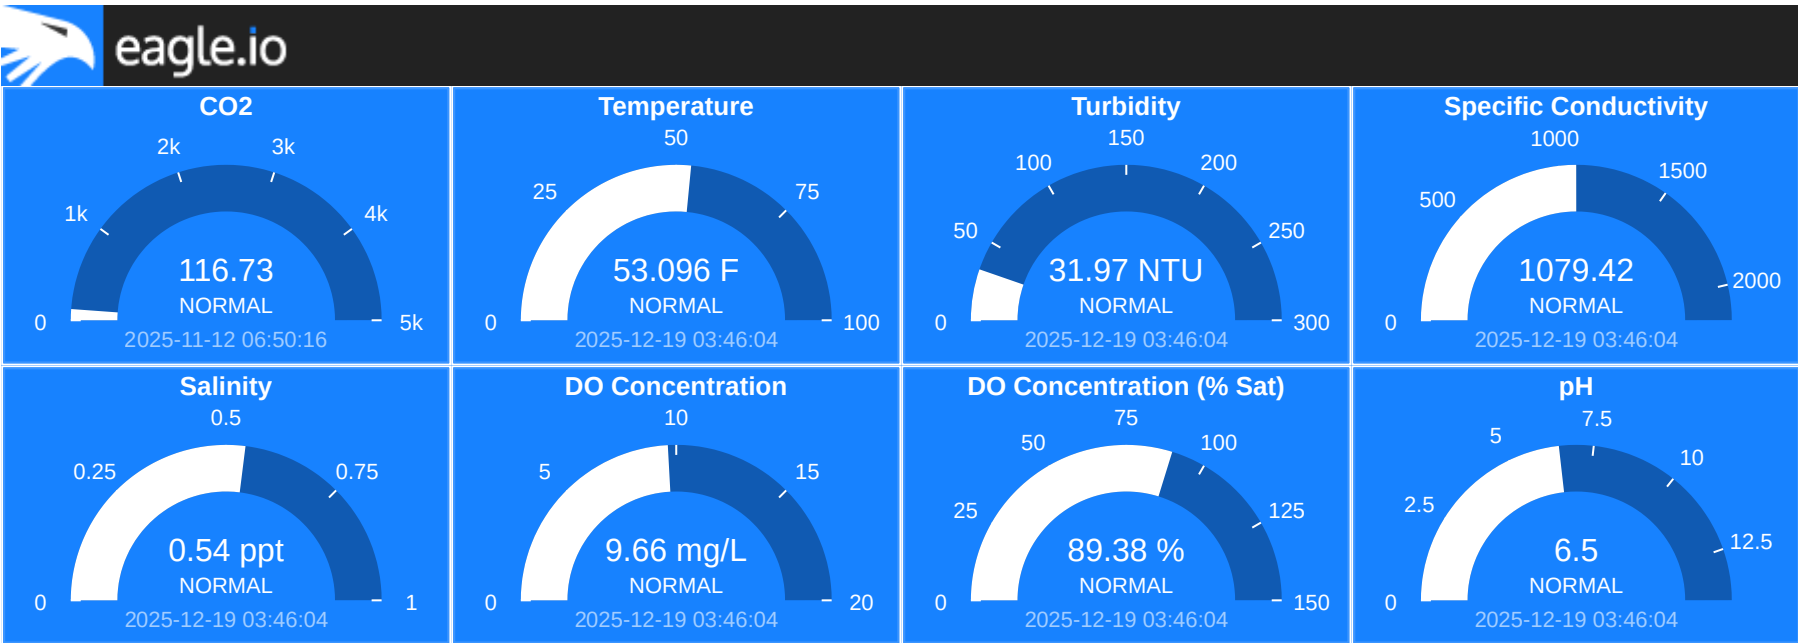 eagle.io
CO2
2k
3k
1k
4k
116.73
NORMAL
0
5k
2025-11-12 06:50:16
Temperature
50
25
75
53.096 F
NORMAL
0
100
2025-12-19 03:46:04
Turbidity
150
100
200
50
250
31.97 NTU
NORMAL
0
300
2025-12-19 03:46:04
Specific Conductivity
1000
1500
500
2000
1079.42
NORMAL
0
2025-12-19 03:46:04
Salinity
0.5
0.25
0.75
0.54 ppt
NORMAL
0
1
2025-12-19 03:46:04
DO Concentration
10
5
15
9.66 mg/L
NORMAL
0
20
2025-12-19 03:46:04
DO Concentration (% Sat)
75
50
100
25
125
89.38 %
NORMAL
0
150
2025-12-19 03:46:04
pH
7.5
5
10
2.5
12.5
6.5
NORMAL
0
2025-12-19 03:46:04